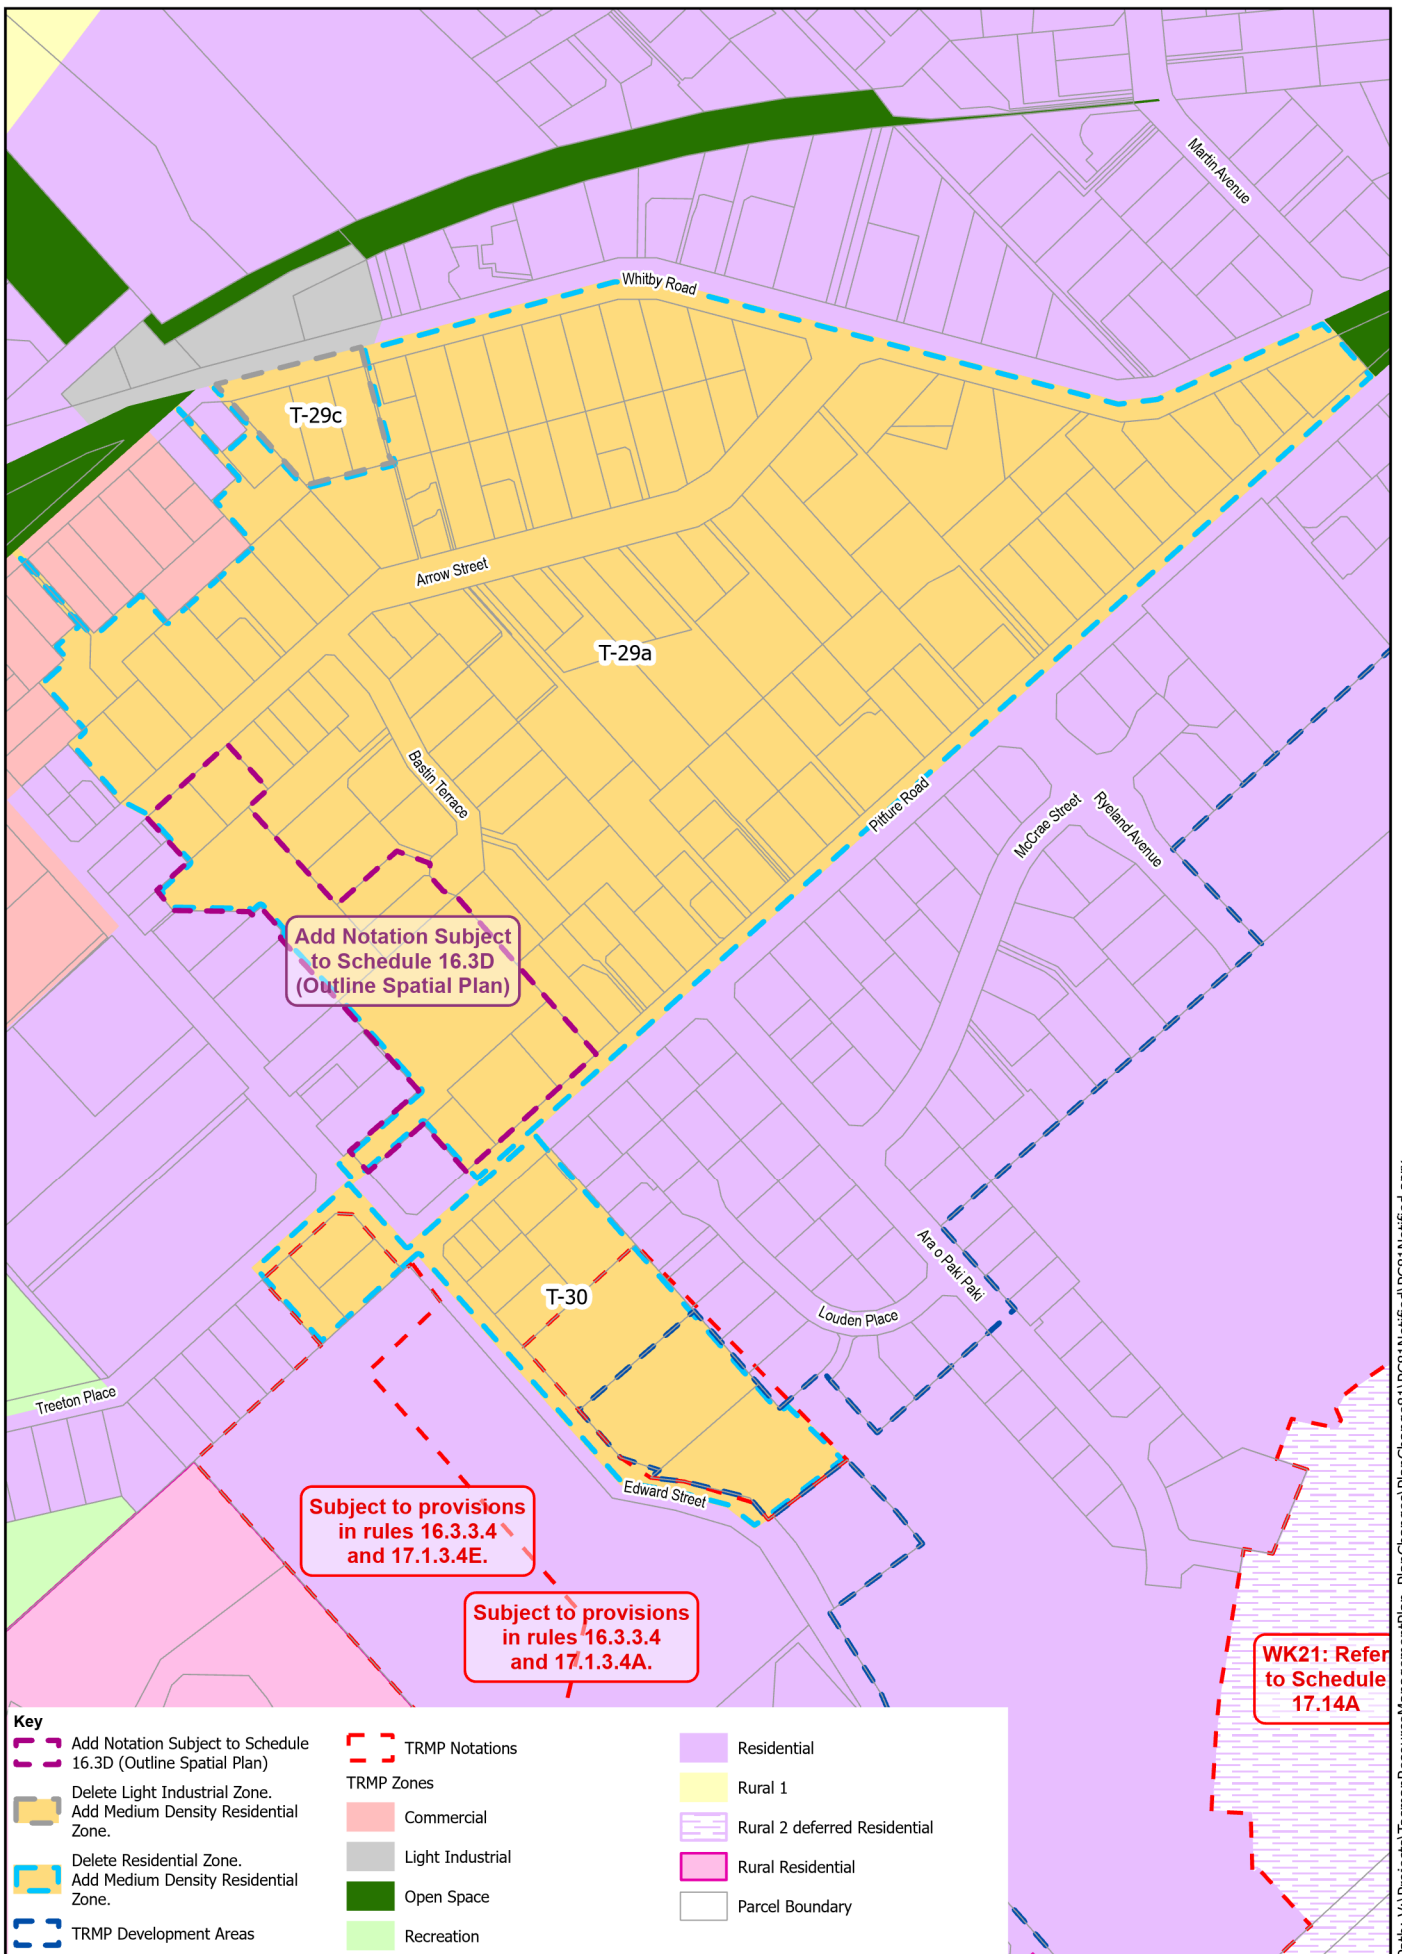 Martin Avenue
Whitby Road
T-29c
Arrow Street
T-29a
Bastin Terrace
Pitfure Road
McCrae Street
Ryeland Avenue
Add Notation Subject
to Schedule 16.3D
(Outline Spatial Plan)
Ara o Paki Paki
T-30
Louden Place
Treeton Place
Edward Street
Subject to provisions
in rules 16.3.3.4
and 17.1.3.4E.
Subject to provisions
in rules 16.3.3.4
and 17.1.3.4A.
WK21: Refer
to Schedule
17.14A
Key
Add Notation Subject to Schedule
16.3D (Outline Spatial Plan)
Delete Light Industrial Zone.
Add Medium Density Residential
Zone.
Delete Residential Zone.
Add Medium Density Residential
Zone.
TRMP Development Areas
TRMP Notations
TRMP Zones
Commercial
Light Industrial
Open Space
Recreation
Residential
Rural 1
Rural 2 deferred Residential
Rural Residential
Parcel Boundary